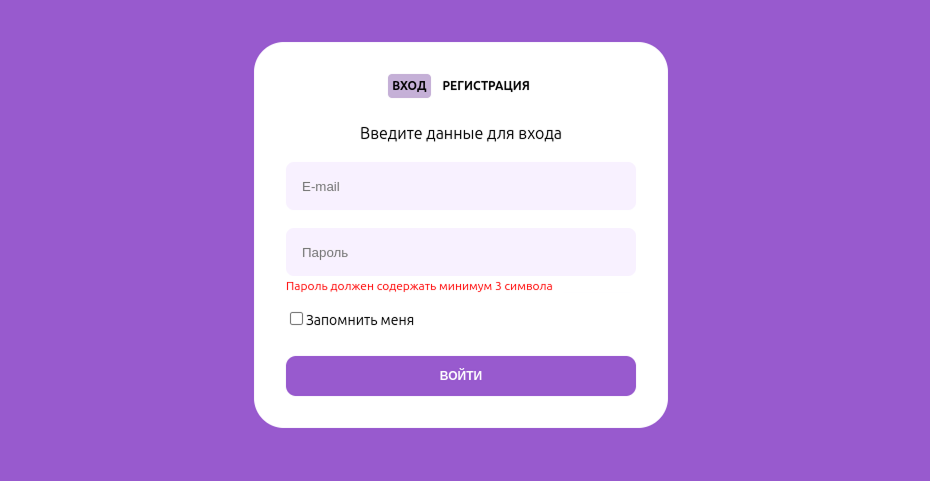 ВХОД РЕГИСТРАЦИЯ
Введите данные для входа
E-mail
Пароль
Пароль должен содержать минимум 3 символа
Запомнить меня
ВОЙТИ